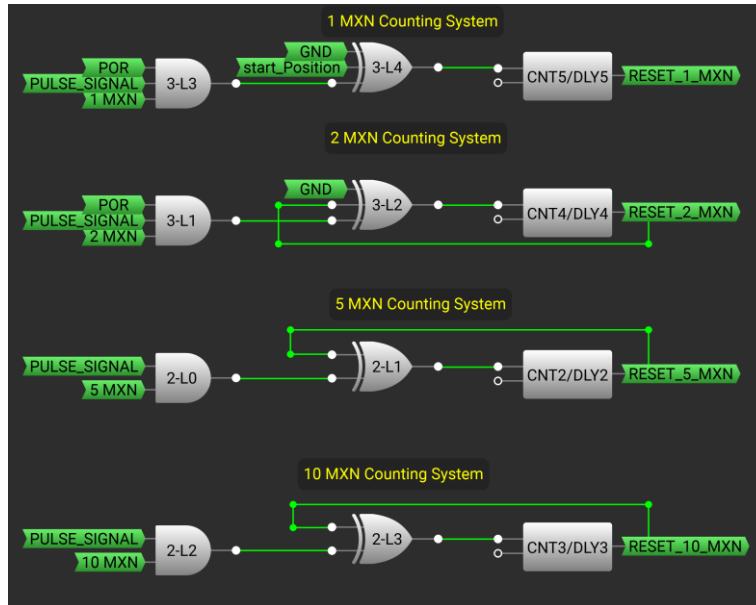 1 MXN Counting System
GND
start_Position
POR
PULSE_SIGNAL
1 MXN
3-L3
3-L4
CNT5/DLY5
RESET_1_MXN
2 MXN Counting System
GND
POR
PULSE_SIGNAL
2 MXN
3-L1
3-L2
CNT4/DLY4
RESET_2_MXN
5 MXN Counting System
PULSE_SIGNAL
5 MXN
2-L0
2-L1
CNT2/DLY2
RESET_5_MXN
10 MXN Counting System
PULSE_SIGNAL
10 MXN
2-L2
2-L3
CNT3/DLY3
RESET_10_MXN